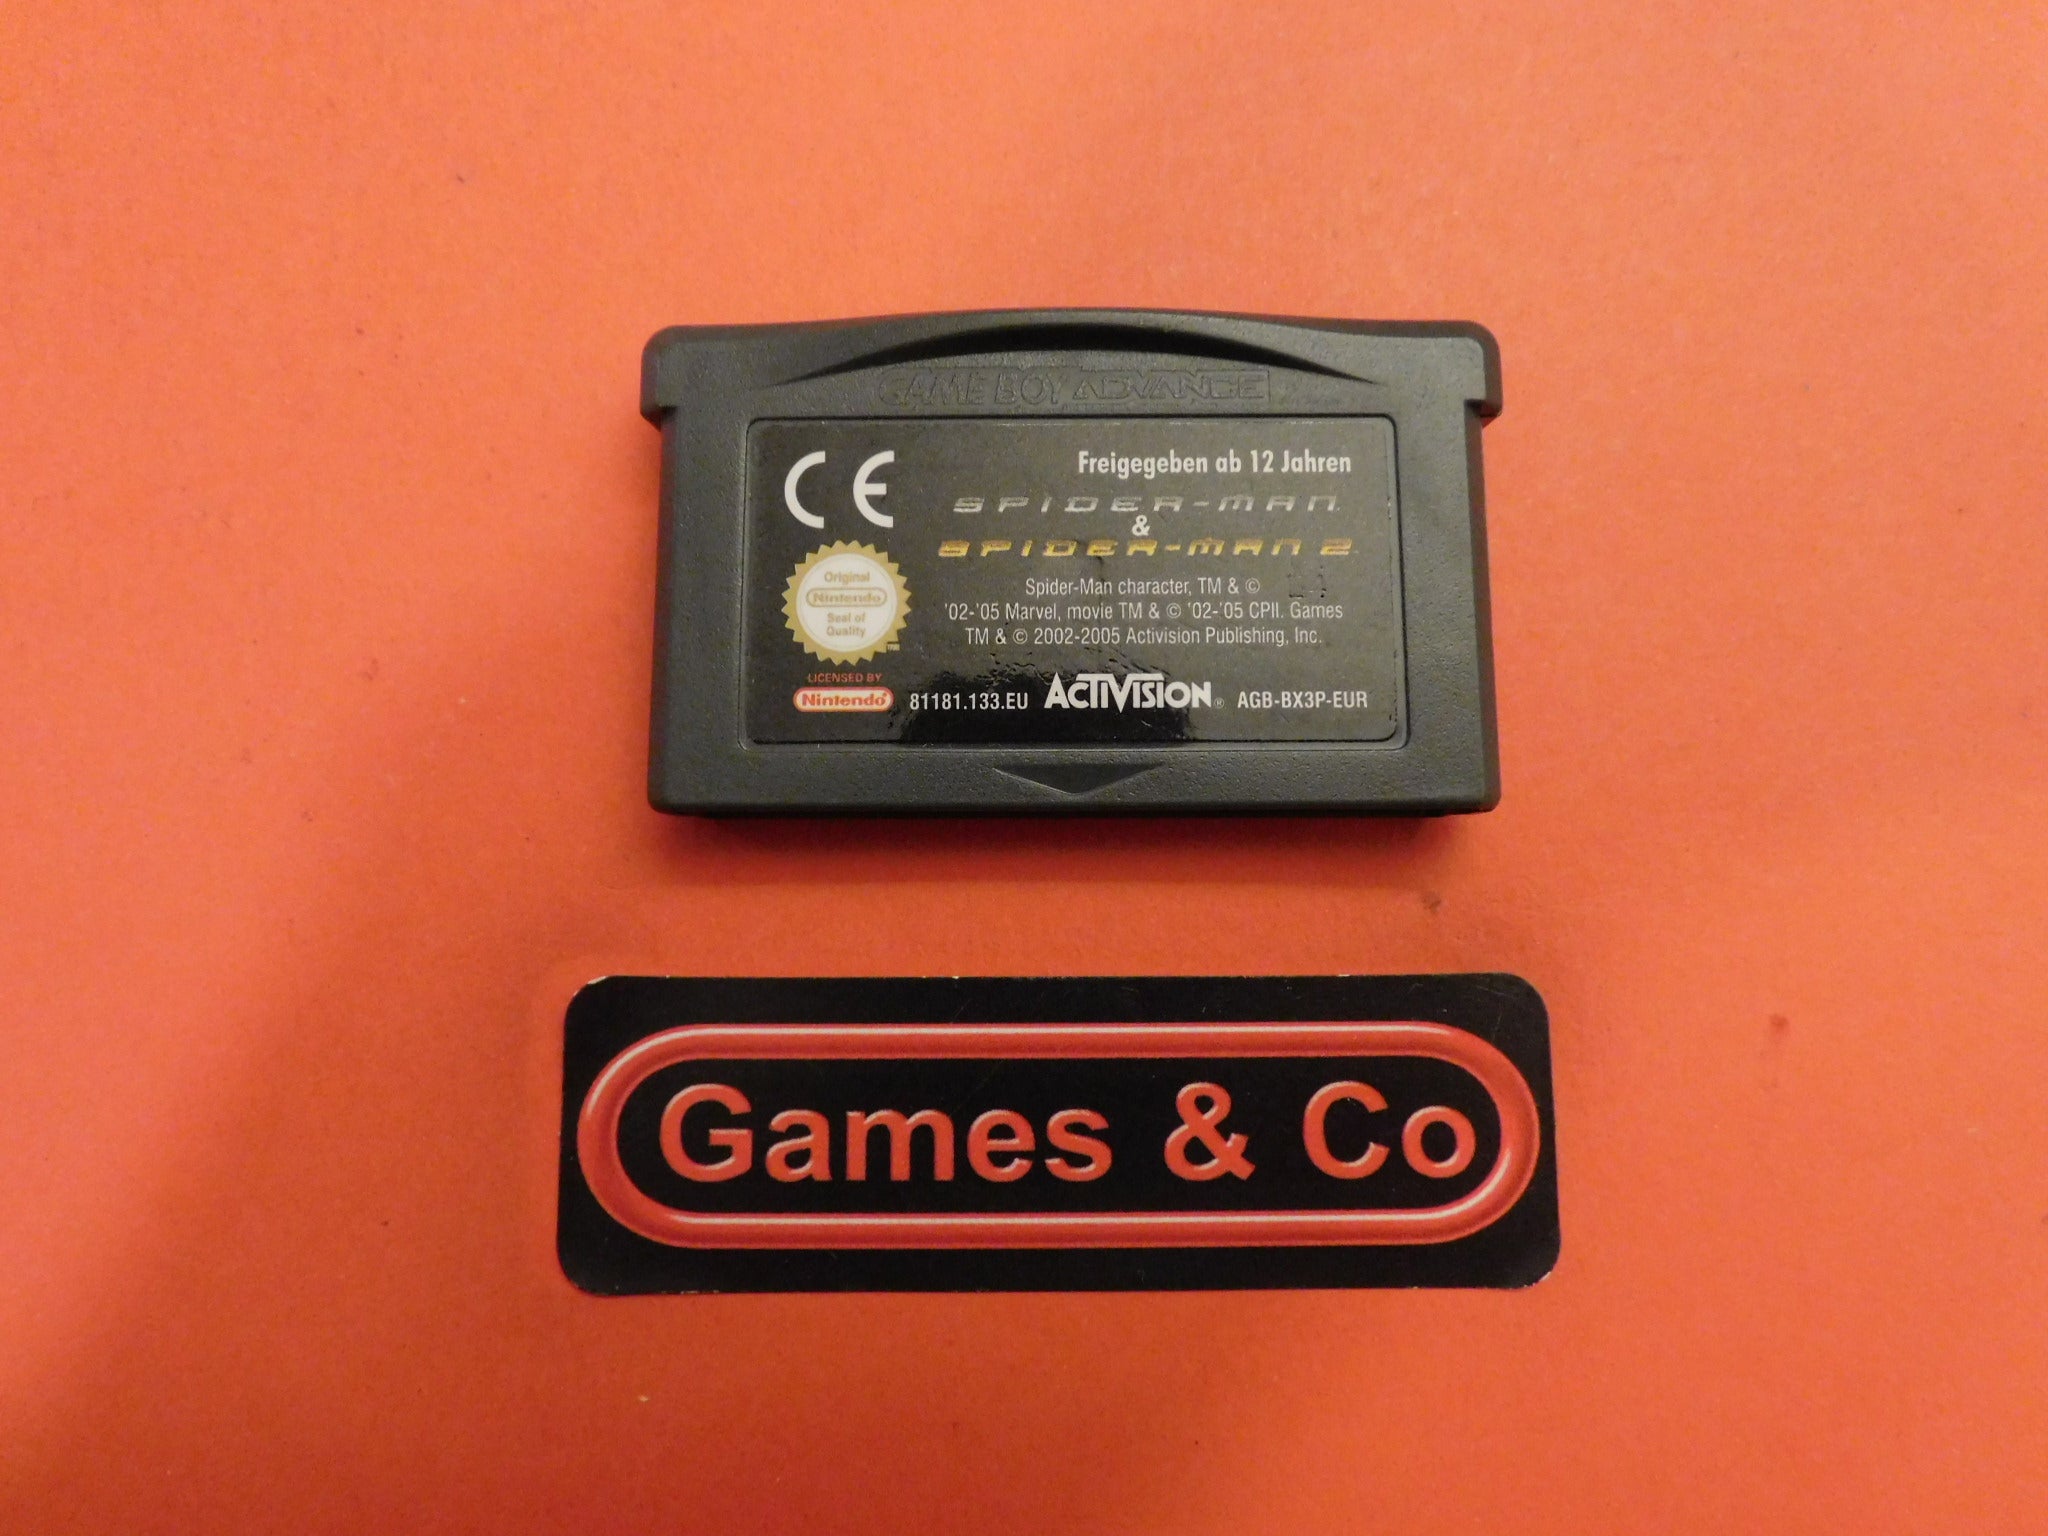 GAME BOY ADVANCE
CE
Freigegeben ab 12 Jahren
SPIDER-MAN
&
SPIDER-MAN 2
Original
Nintendo
Seal of
Quality
Spider-Man character, TM & ©
'02-'05 Marvel, movie TM & © '02-'05 CPII. Games
TM & © 2002-2005 Activision Publishing, Inc.
LICENSED BY
Nintendo®
81181.133.EU
ACTIVISION®
AGB-BX3P-EUR
Games & Co